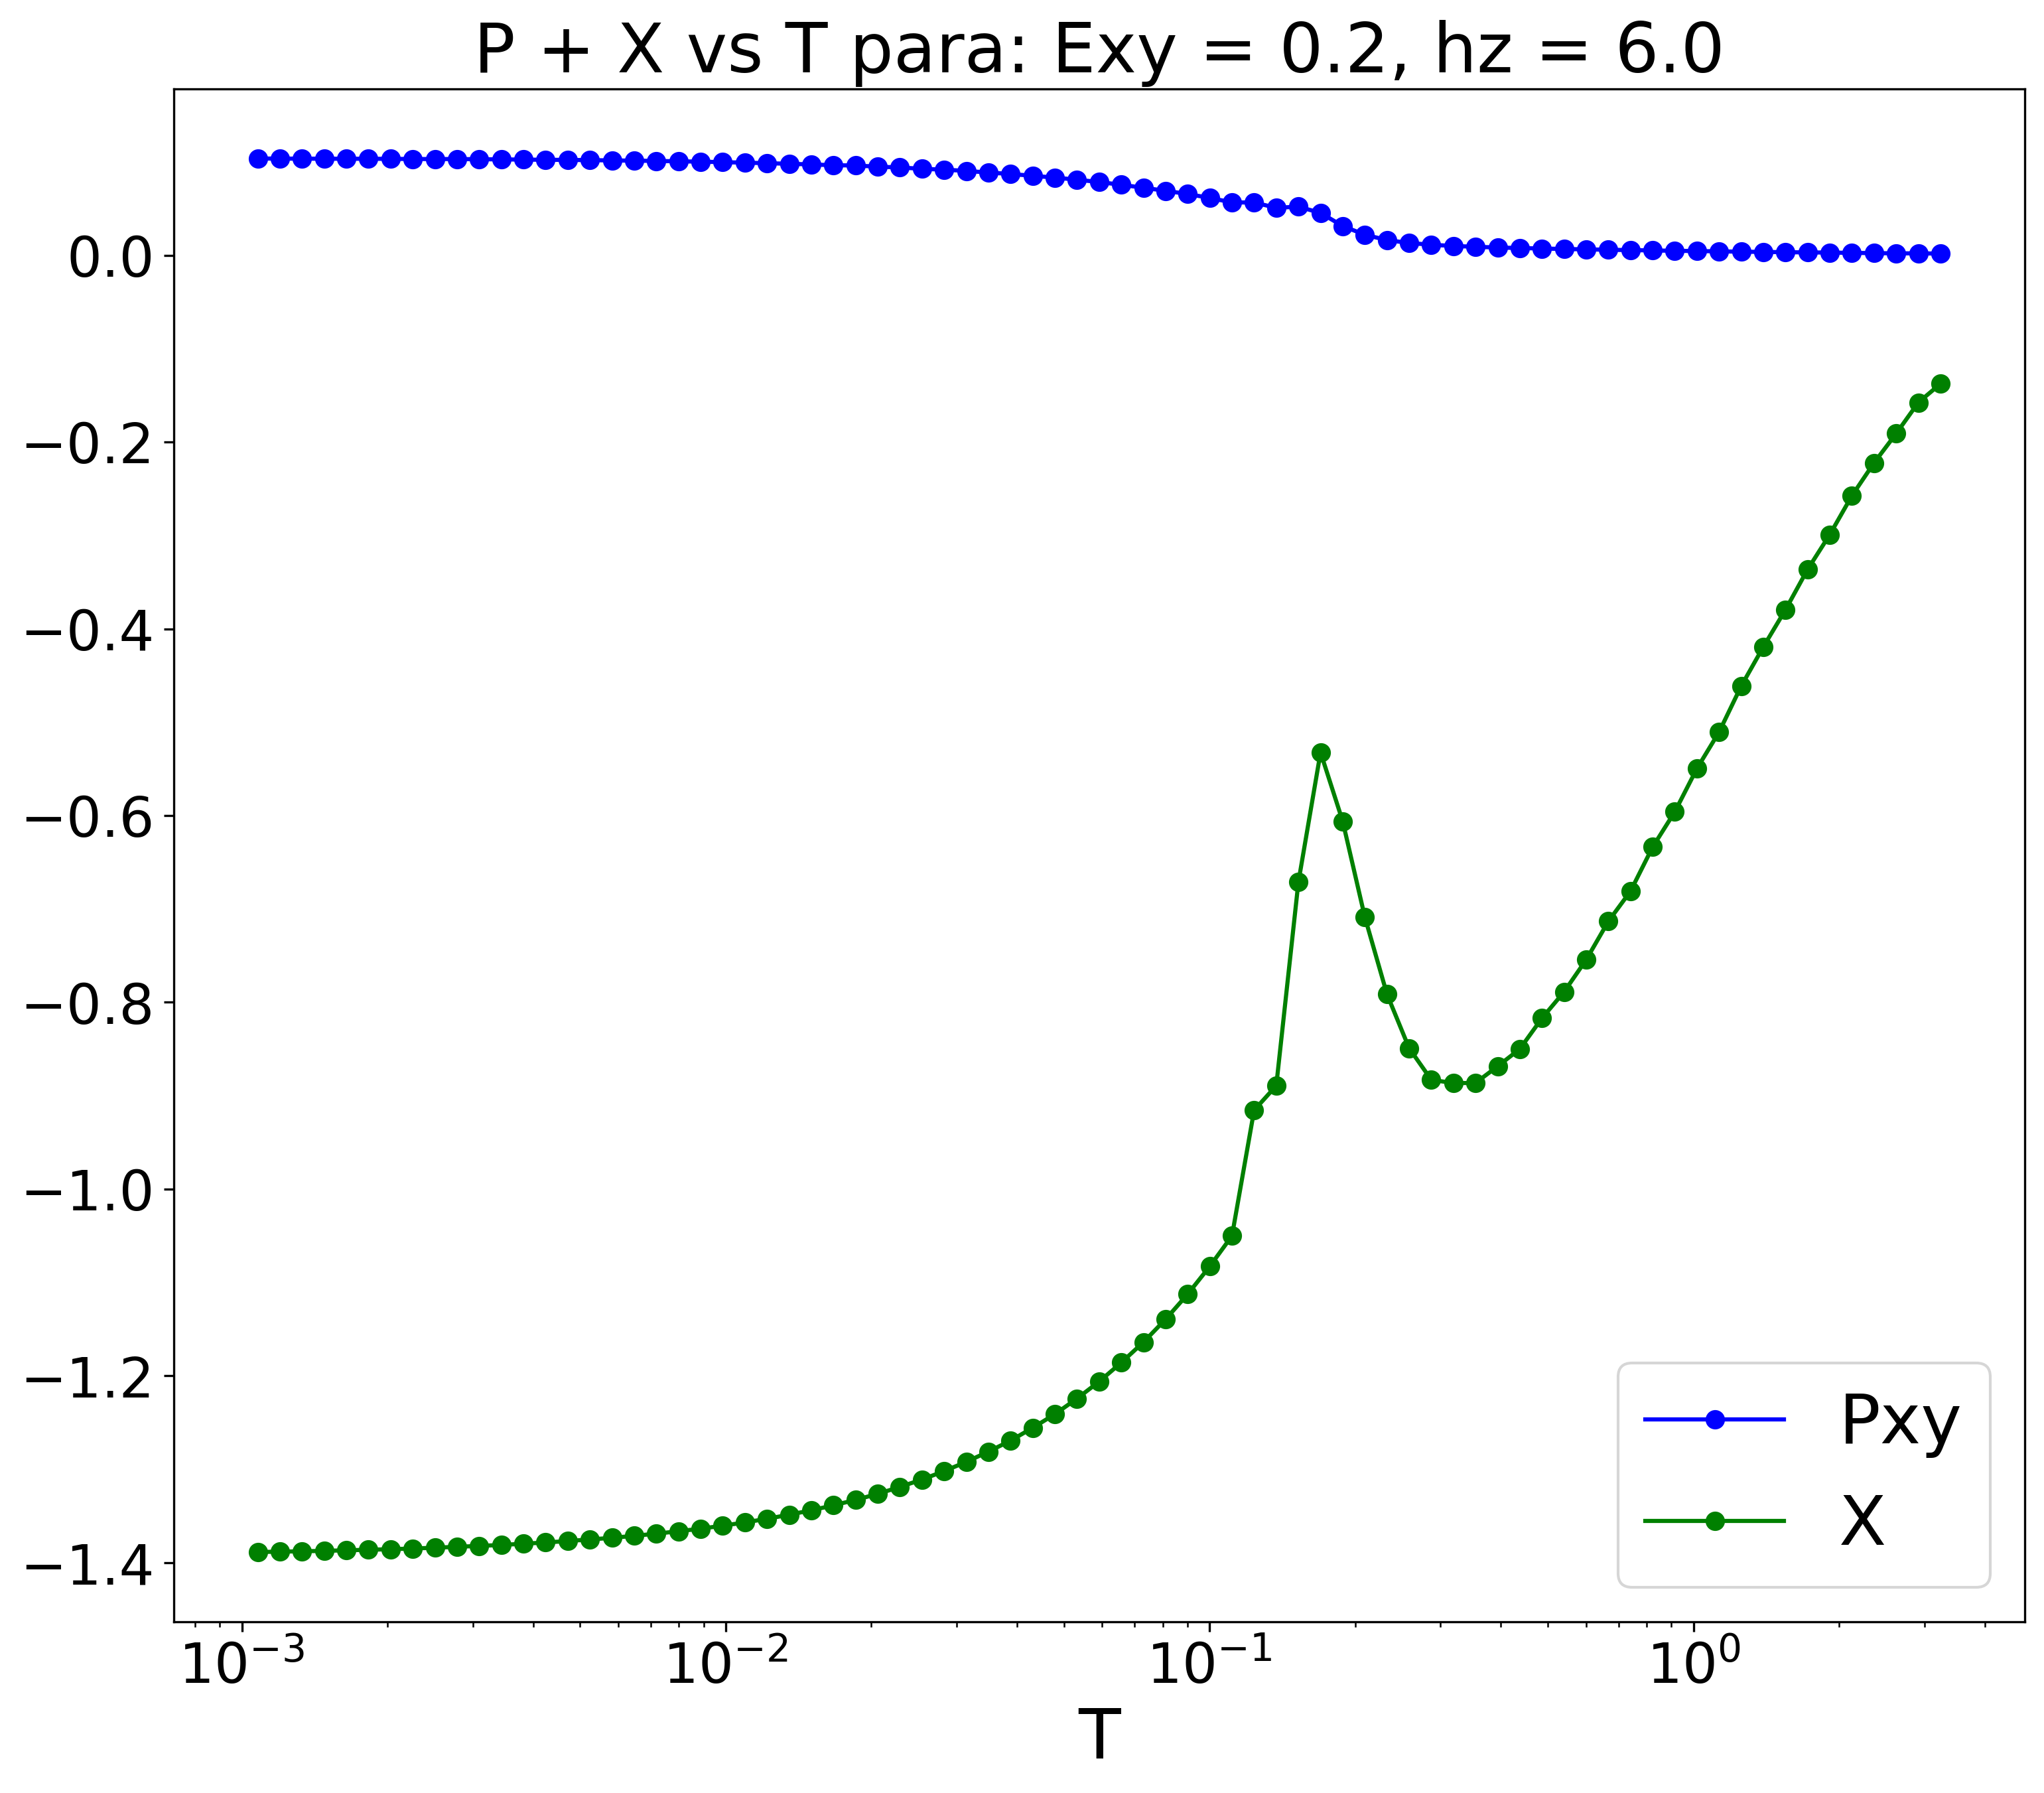 P + X vs T para: Exy = 0.2, hz = 6.0
0.0
−0.2
−0.4
−0.6
−0.8
−1.0
−1.2
−1.4
Pxy
X
10⁻³ 10⁻² 10⁻¹ 10⁰
T